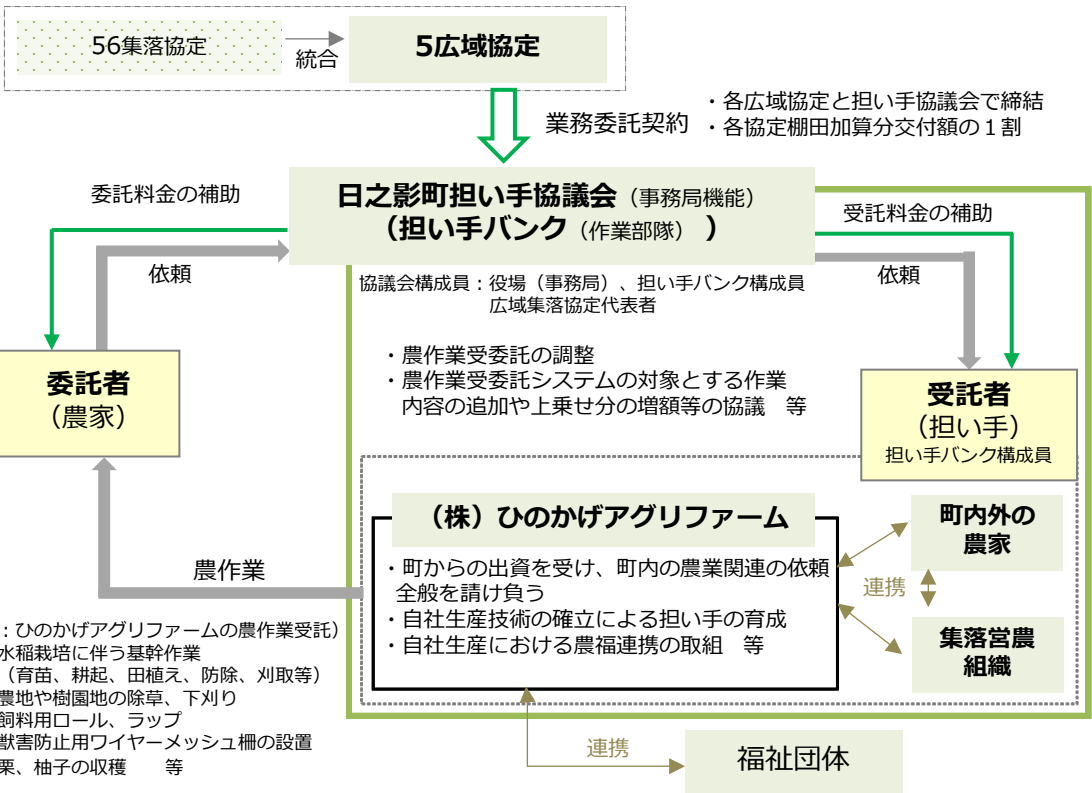 56集落協定
統合
5広域協定
業務委託契約
・各広域協定と担い手協議会で締結
・各協定棚田加算分交付額の１割
委託料金の補助
日之影町担い手協議会（事務局機能）
（担い手バンク（作業部隊））
受託料金の補助
依頼
協議会構成員：役場（事務局）、担い手バンク構成員
広域集落協定代表者
依頼
・農作業受委託の調整
・農作業受委託システムの対象とする作業
内容の追加や上乗せ分の増額等の協議　等
委託者
（農家）
受託者
（担い手）
担い手バンク構成員
（株）ひのかげアグリファーム
・町からの出資を受け、町内の農業関連の依頼
全般を請け負う
・自社生産技術の確立による担い手の育成
・自社生産における農福連携の取組　等
町内外の
農家
連携
集落営農
組織
農作業
：ひのかげアグリファームの農作業受託）
水稲栽培に伴う基幹作業
（育苗、耕起、田植え、防除、刈取等）
農地や樹園地の除草、下刈り
飼料用ロール、ラップ
獣害防止用ワイヤーメッシュ柵の設置
栗、柚子の収穫　　等
連携
福祉団体